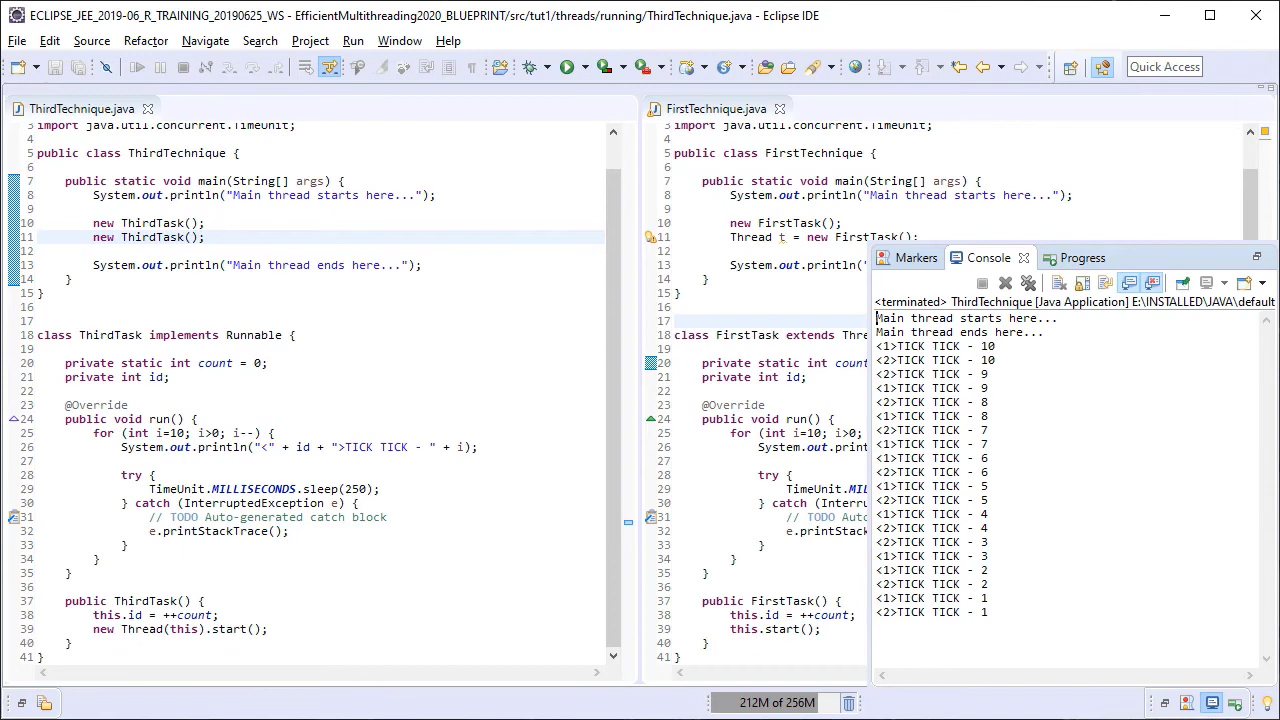 ECLIPSE_JEE_2019-06_R_TRAINING_20190625_WS - EfficientMultithreading2020_BLUEPRINT/src/tut1/threads/running/ThirdTechnique.java - Eclipse IDE
File Edit Source Refactor Navigate Search Project Run Window Help
Quick Access
ThirdTechnique.java
3 import java.util.concurrent.TimeUnit;
4
5 public class ThirdTechnique {
6
7 public static void main(String[] args) {
8 System.out.println("Main thread starts here...");
9
10 new ThirdTask();
11 new ThirdTask();
12
13 System.out.println("Main thread ends here...");
14 }
15 }
16
17
18 class ThirdTask implements Runnable {
19
20 private static int count = 0;
21 private int id;
22
23 @Override
24 public void run() {
25 for (int i=10; i>0; i--) {
26 System.out.println("<" + id + ">TICK TICK - " + i);
27
28 try {
29 TimeUnit.MILLISECONDS.sleep(250);
30 } catch (InterruptedException e) {
31 // TODO Auto-generated catch block
32 e.printStackTrace();
33 }
34 }
35 }
36
37 public ThirdTask() {
38 this.id = ++count;
39 new Thread(this).start();
40 }
41 }
FirstTechnique.java
3 import java.util.concurrent.TimeUnit;
4
5 public class FirstTechnique {
6
7 public static void main(String[] args) {
8 System.out.println("Main thread starts here...");
9
10 new FirstTask();
11 Thread t = new FirstTask();
12
13 System.out.println("
14 }
15 }
16
17
18 class FirstTask extends Thre
19
20 private static int coun
21 private int id;
22
23 @Override
24 public void run() {
25 for (int i=10; i>0;
26 System.out.prin
27
28 try {
29 TimeUnit.MI
30 } catch (Interr
31 // TODO Aut
32 e.printStac
33 }
34 }
35 }
36
37 public FirstTask() {
38 this.id = ++count;
39 this.start();
40 }
41 }
Markers Console Progress
<terminated> ThirdTechnique [Java Application] E:\INSTALLED\JAVA\default
Main thread starts here...
Main thread ends here...
<1>TICK TICK - 10
<2>TICK TICK - 10
<2>TICK TICK - 9
<1>TICK TICK - 9
<2>TICK TICK - 8
<1>TICK TICK - 8
<2>TICK TICK - 7
<1>TICK TICK - 7
<1>TICK TICK - 6
<2>TICK TICK - 6
<1>TICK TICK - 5
<2>TICK TICK - 5
<1>TICK TICK - 4
<2>TICK TICK - 4
<2>TICK TICK - 3
<1>TICK TICK - 3
<1>TICK TICK - 2
<2>TICK TICK - 2
<1>TICK TICK - 1
<2>TICK TICK - 1
212M of 256M